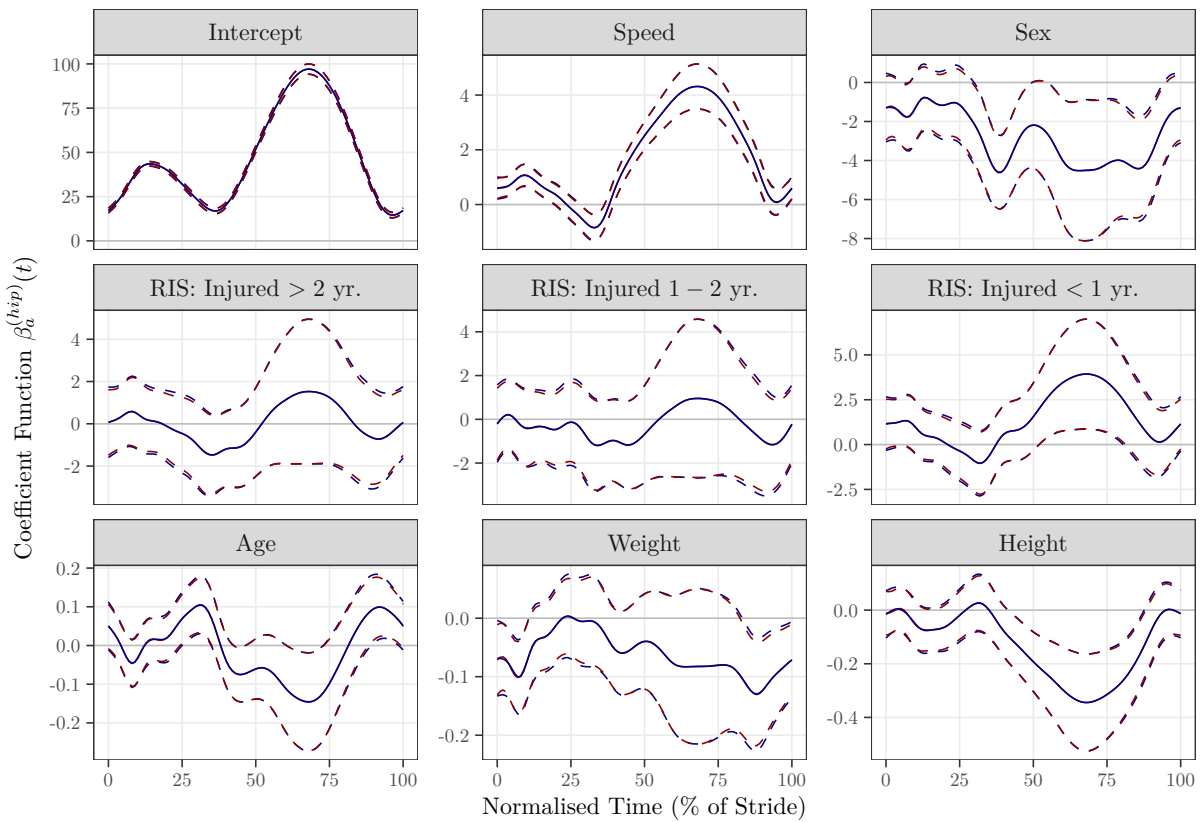 Intercept
Speed
Sex
100
75
50
25
0
4
2
0
0
-2
-4
-6
-8
RIS: Injured > 2 yr.
RIS: Injured 1 − 2 yr.
RIS: Injured < 1 yr.
4
2
0
-2
4
2
0
-2
5.0
2.5
0.0
-2.5
Age
Weight
Height
0.2
0.1
0.0
-0.1
-0.2
0.0
-0.1
-0.2
0.0
-0.2
-0.4
0 25 50 75 100
0 25 50 75 100
0 25 50 75 100
Normalised Time (% of Stride)
Coefficient Function β_a^{(hip)}(t)